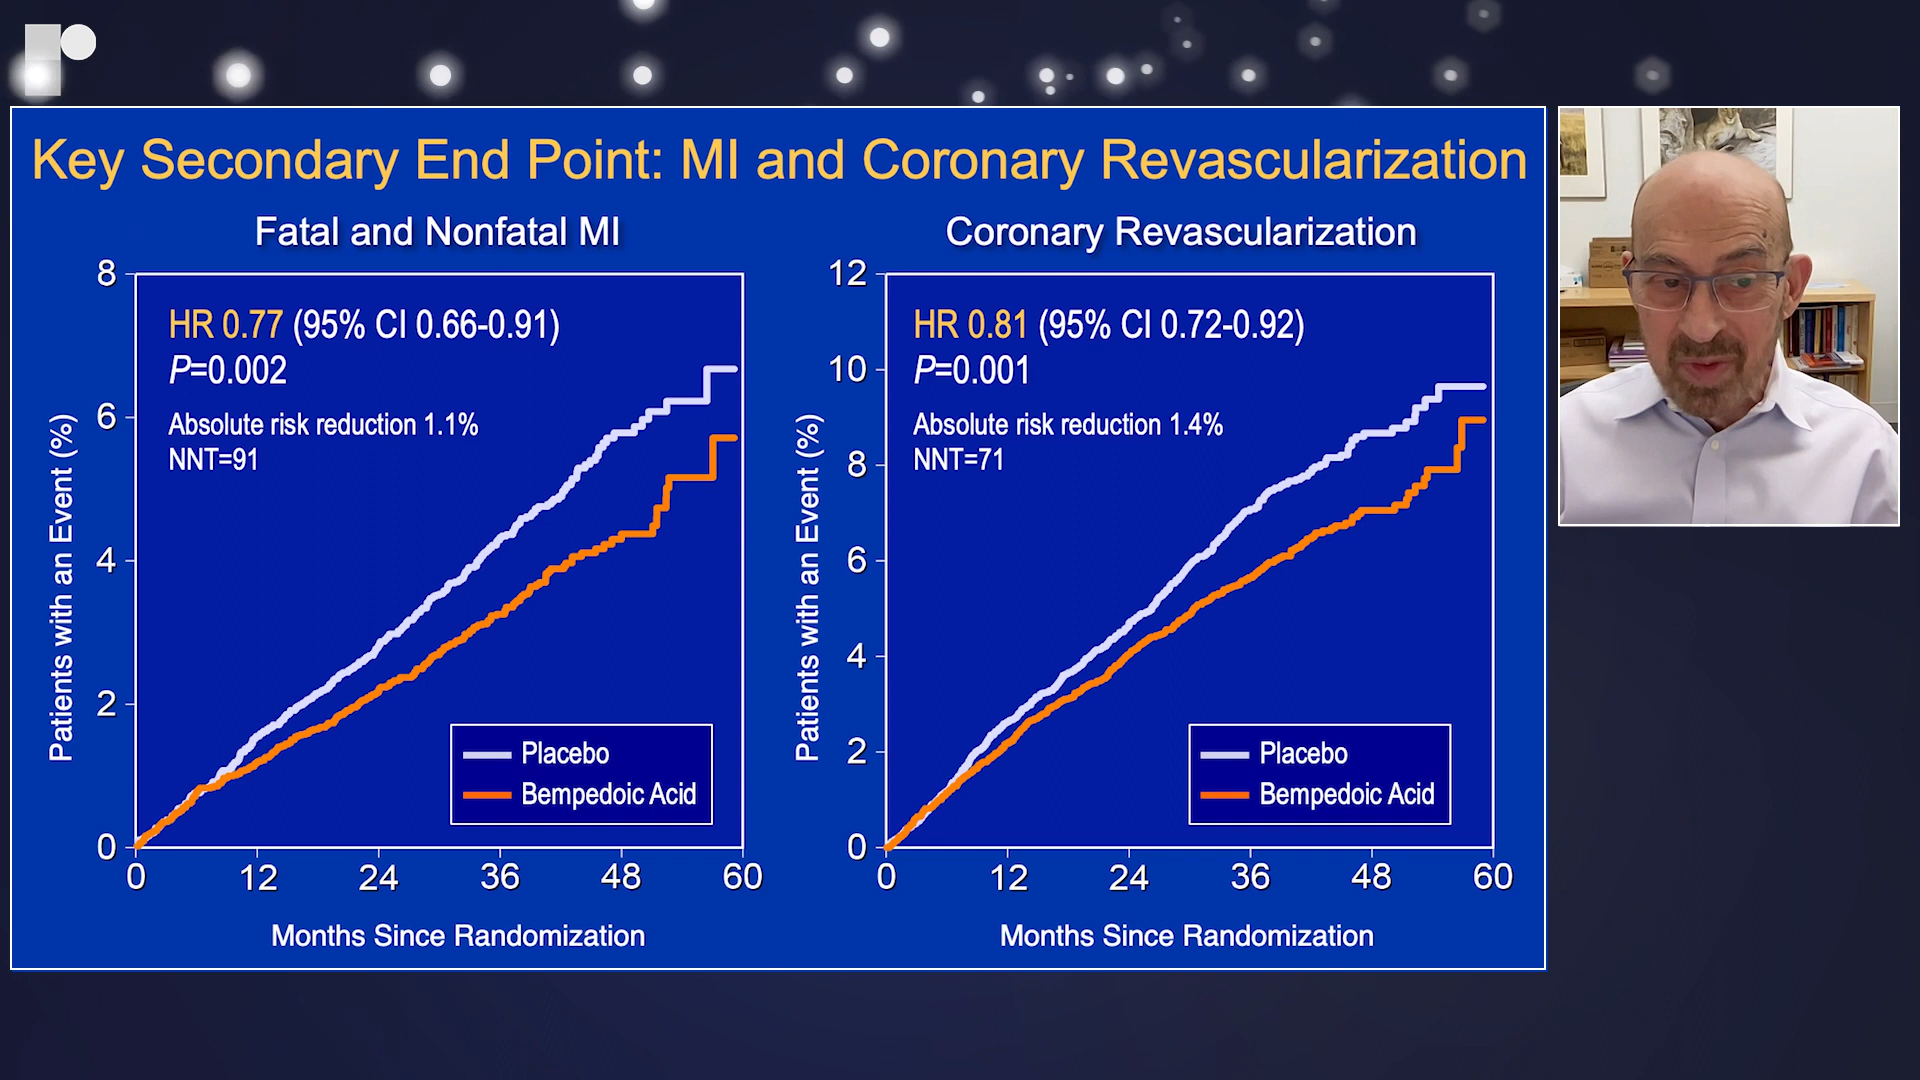 Key Secondary End Point: MI and Coronary Revascularization
Fatal and Nonfatal MI
Patients with an Event (%)
8
6
4
2
0
HR 0.77 (95% CI 0.66-0.91)
P=0.002
Absolute risk reduction 1.1%
NNT=91
Placebo
Bempedoic Acid
0 12 24 36 48 60
Months Since Randomization
Coronary Revascularization
Patients with an Event (%)
12
10
8
6
4
2
0
HR 0.81 (95% CI 0.72-0.92)
P=0.001
Absolute risk reduction 1.4%
NNT=71
Placebo
Bempedoic Acid
0 12 24 36 48 60
Months Since Randomization